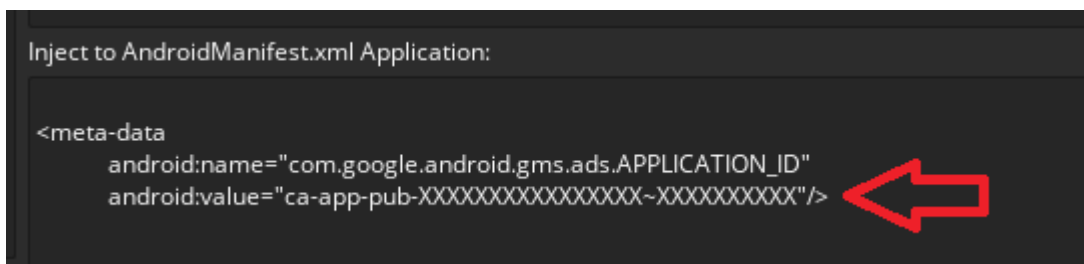 Inject to AndroidManifest.xml Application:
<meta-data
android:name="com.google.android.gms.ads.APPLICATION_ID"
android:value="ca-app-pub-XXXXXXXXXXXXXXXX~XXXXXXXXXX"/>